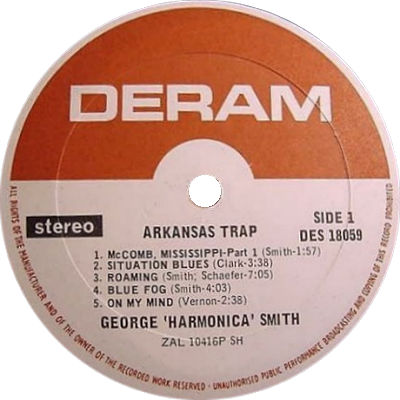 DERAM
stereo
ARKANSAS TRAP
SIDE 1
DES 18059
1. McCOMB, MISSISSIPPI-Part 1 (Smith-1:57)
2. SITUATION BLUES (Clark-3:38)
3. ROAMING (Smith; Schaefer-7:05)
4. BLUE FOG (Smith-4:03)
5. ON MY MIND (Vernon-2:38)
GEORGE 'HARMONICA' SMITH
ZAL 10416P SH
ALL RIGHTS OF THE MANUFACTURER AND OF THE OWNER OF THE RECORDED WORK RESERVED - UNAUTHORISED PUBLIC PERFORMANCE BROADCASTING AND COPYING OF THIS RECORD PROHIBITED